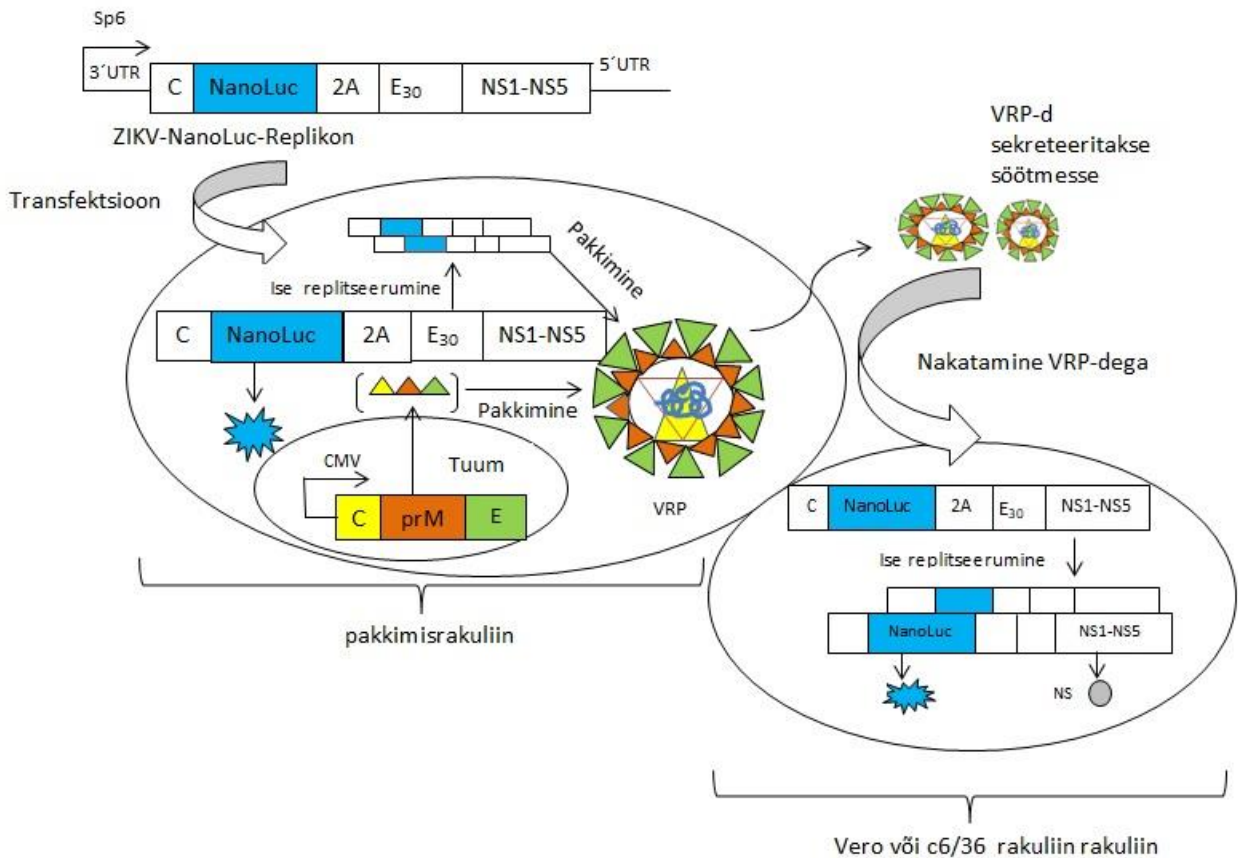 Sp6
3´UTR
5´UTR
C NanoLuc 2A E30 NS1-NS5
ZIKV-NanoLuc-Replikon
Transfektsioon
VRP-d
sekreteeritakse
söötmesse
Pakkimine
Ise replitseerumine
C NanoLuc 2A E30 NS1-NS5
Pakkimine
Nakatamine VRP-dega
CMV
Tuum
C prM E
VRP
pakkimisrakuliin
C NanoLuc 2A E30 NS1-NS5
Ise replitseerumine
NanoLuc NS1-NS5
NS
Vero või c6/36 rakuliin rakuliin